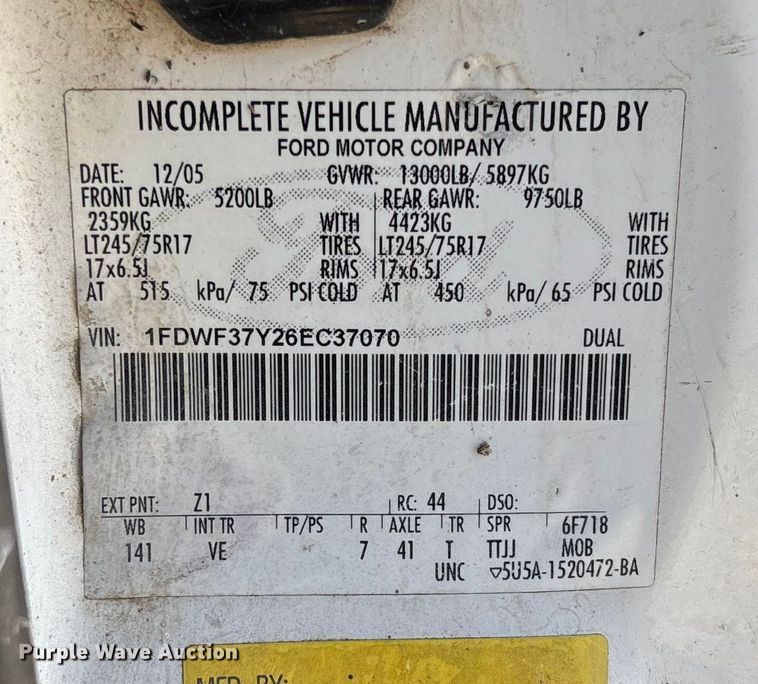 INCOMPLETE VEHICLE MANUFACTURED BY
FORD MOTOR COMPANY
DATE: 12/05 GVWR: 13000LB/ 5897KG
FRONT GAWR: 5200LB REAR GAWR: 9750LB
2359KG WITH 4423KG WITH
LT245/75R17 TIRES LT245/75R17 TIRES
17x6.5J RIMS 17x6.5J RIMS
AT 515 kPa/ 75 PSI COLD AT 450 kPa/ 65 PSI COLD
VIN: 1FDWF37Y26EC37070 DUAL
EXT PNT: Z1 RC: 44 DSO:
WB INT TR TP/PS R AXLE TR SPR 6F718
141 VE 7 41 T TTJJ MOB
UNC ▽5U5A-1520472-BA
Purple Wave Auction
MFD BY: